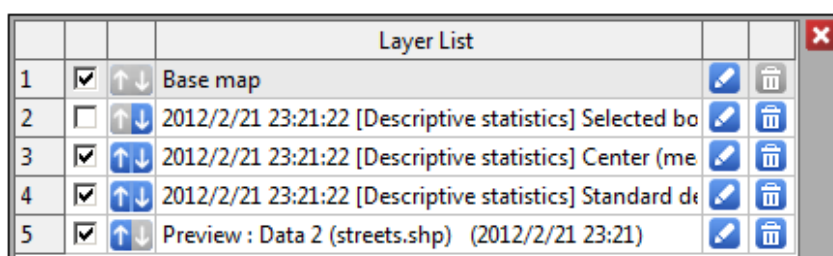 Layer List
1 Base map
2 2012/2/21 23:21:22 [Descriptive statistics] Selected bo
3 2012/2/21 23:21:22 [Descriptive statistics] Center (me
4 2012/2/21 23:21:22 [Descriptive statistics] Standard de
5 Preview : Data 2 (streets.shp) (2012/2/21 23:21)